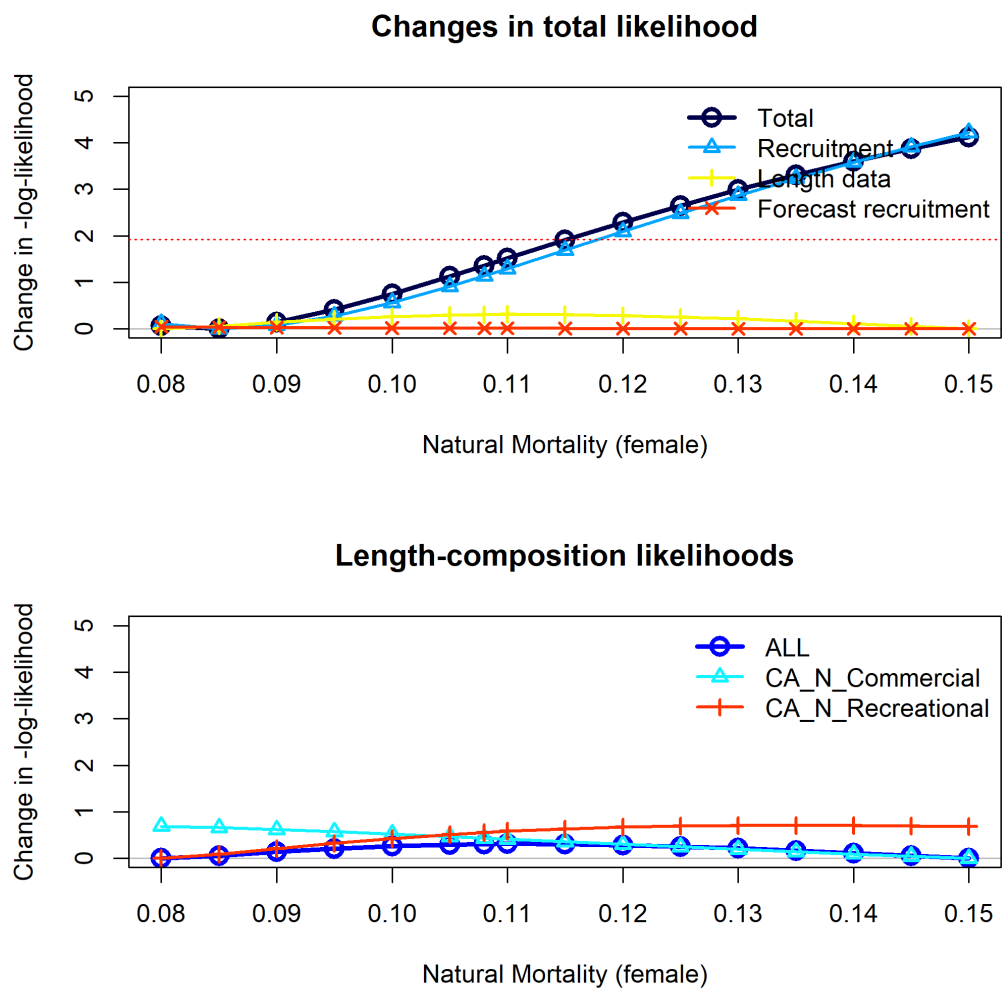 Changes in total likelihood
Change in -log-likelihood
5
4
3
2
1
0
Total
Recruitment
Length data
Forecast recruitment
0.08 0.09 0.10 0.11 0.12 0.13 0.14 0.15
Natural Mortality (female)
Length-composition likelihoods
Change in -log-likelihood
5
4
3
2
1
0
ALL
CA_N_Commercial
CA_N_Recreational
0.08 0.09 0.10 0.11 0.12 0.13 0.14 0.15
Natural Mortality (female)